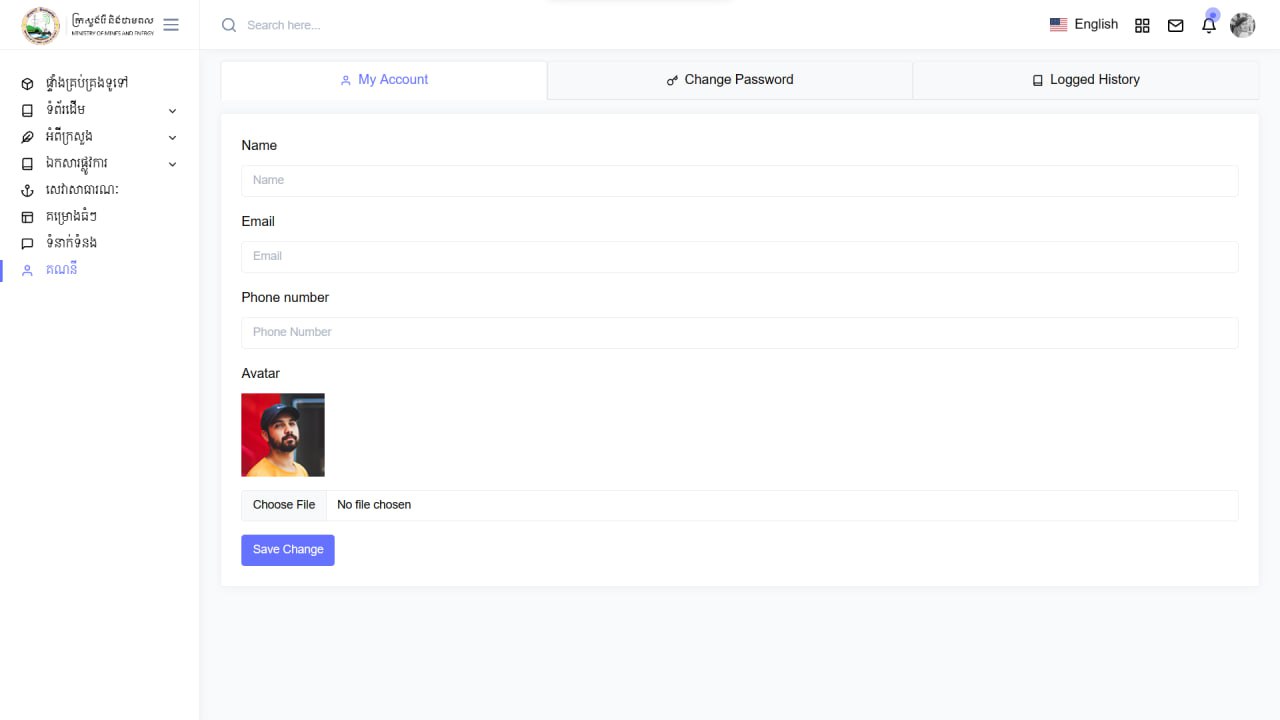 ក្រសួងរ៉ែ និងថាមពល
MINISTRY OF MINES AND ENERGY
Search here...
English
ផ្ទាំងគ្រប់គ្រងទូទៅ
ទំព័រដើម
អំពីក្រសួង
ឯកសារផ្លូវការ
សេវាសាធារណៈ
គម្រោងធំៗ
ទំនាក់ទំនង
គណនី
My Account
Change Password
Logged History
Name
Name
Email
Email
Phone number
Phone Number
Avatar
Choose File No file chosen
Save Change